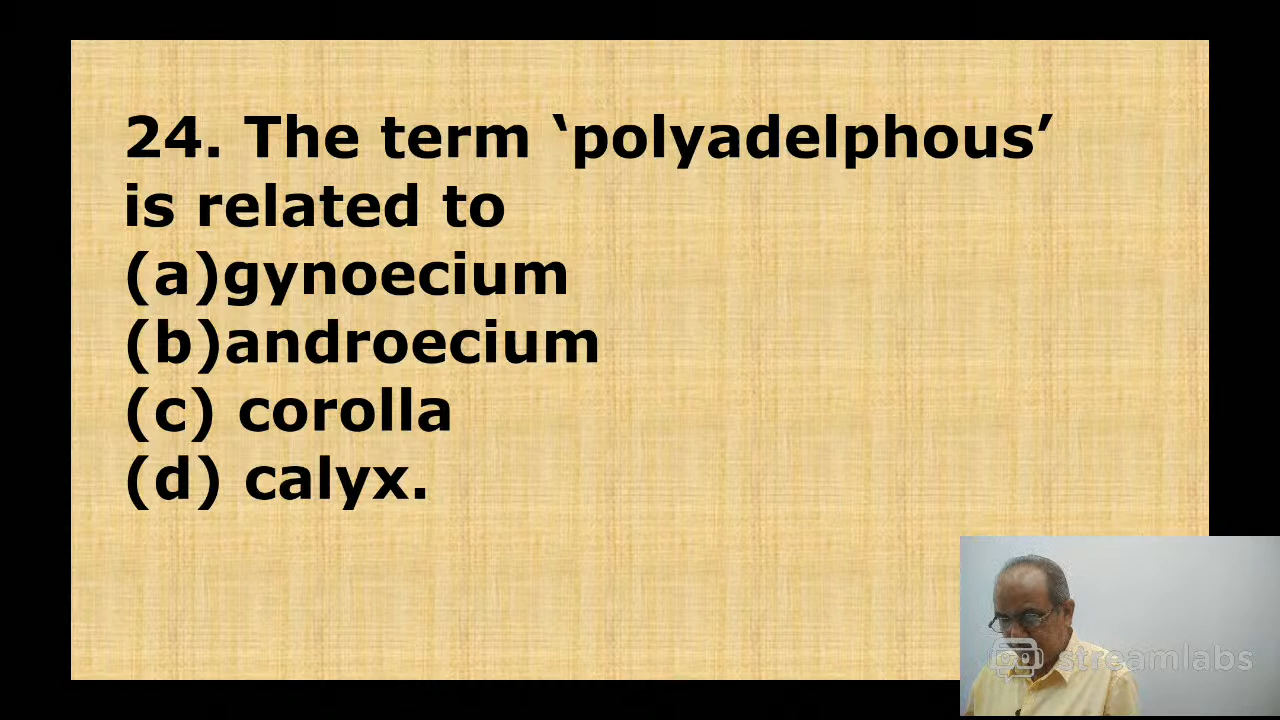 24. The term ‘polyadelphous’
is related to
(a)gynoecium
(b)androecium
(c) corolla
(d) calyx.
streamlabs